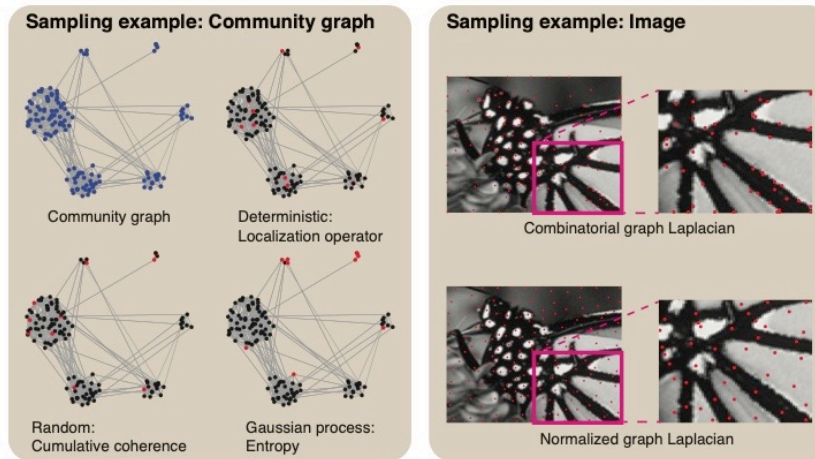 Sampling example: Community graph
Community graph
Deterministic:
Localization operator
Random:
Cumulative coherence
Gaussian process:
Entropy
Sampling example: Image
Combinatorial graph Laplacian
Normalized graph Laplacian